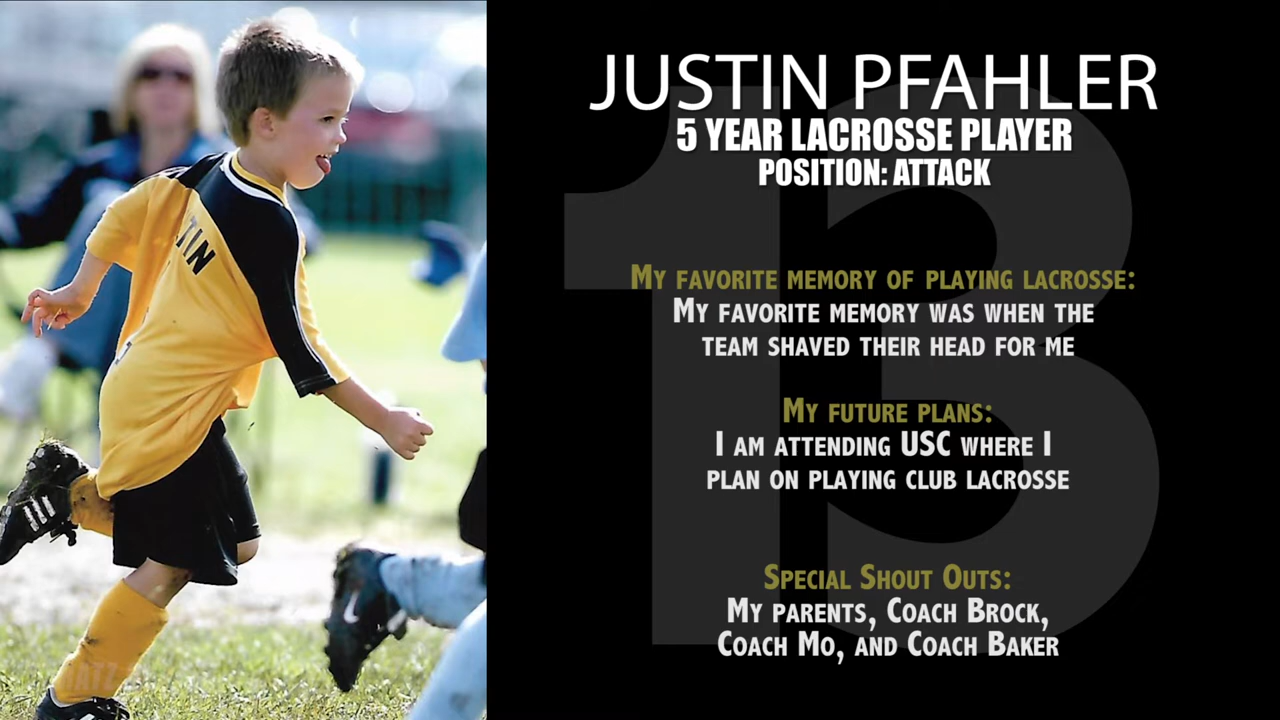 JUSTIN PFAHLER
5 YEAR LACROSSE PLAYER
POSITION: ATTACK
13
TIN
My favorite memory of playing lacrosse:
My favorite memory was when the
team shaved their head for me
My future plans:
I am attending USC where I
plan on playing club lacrosse
Special Shout Outs:
My parents, Coach Brock,
Coach Mo, and Coach Baker